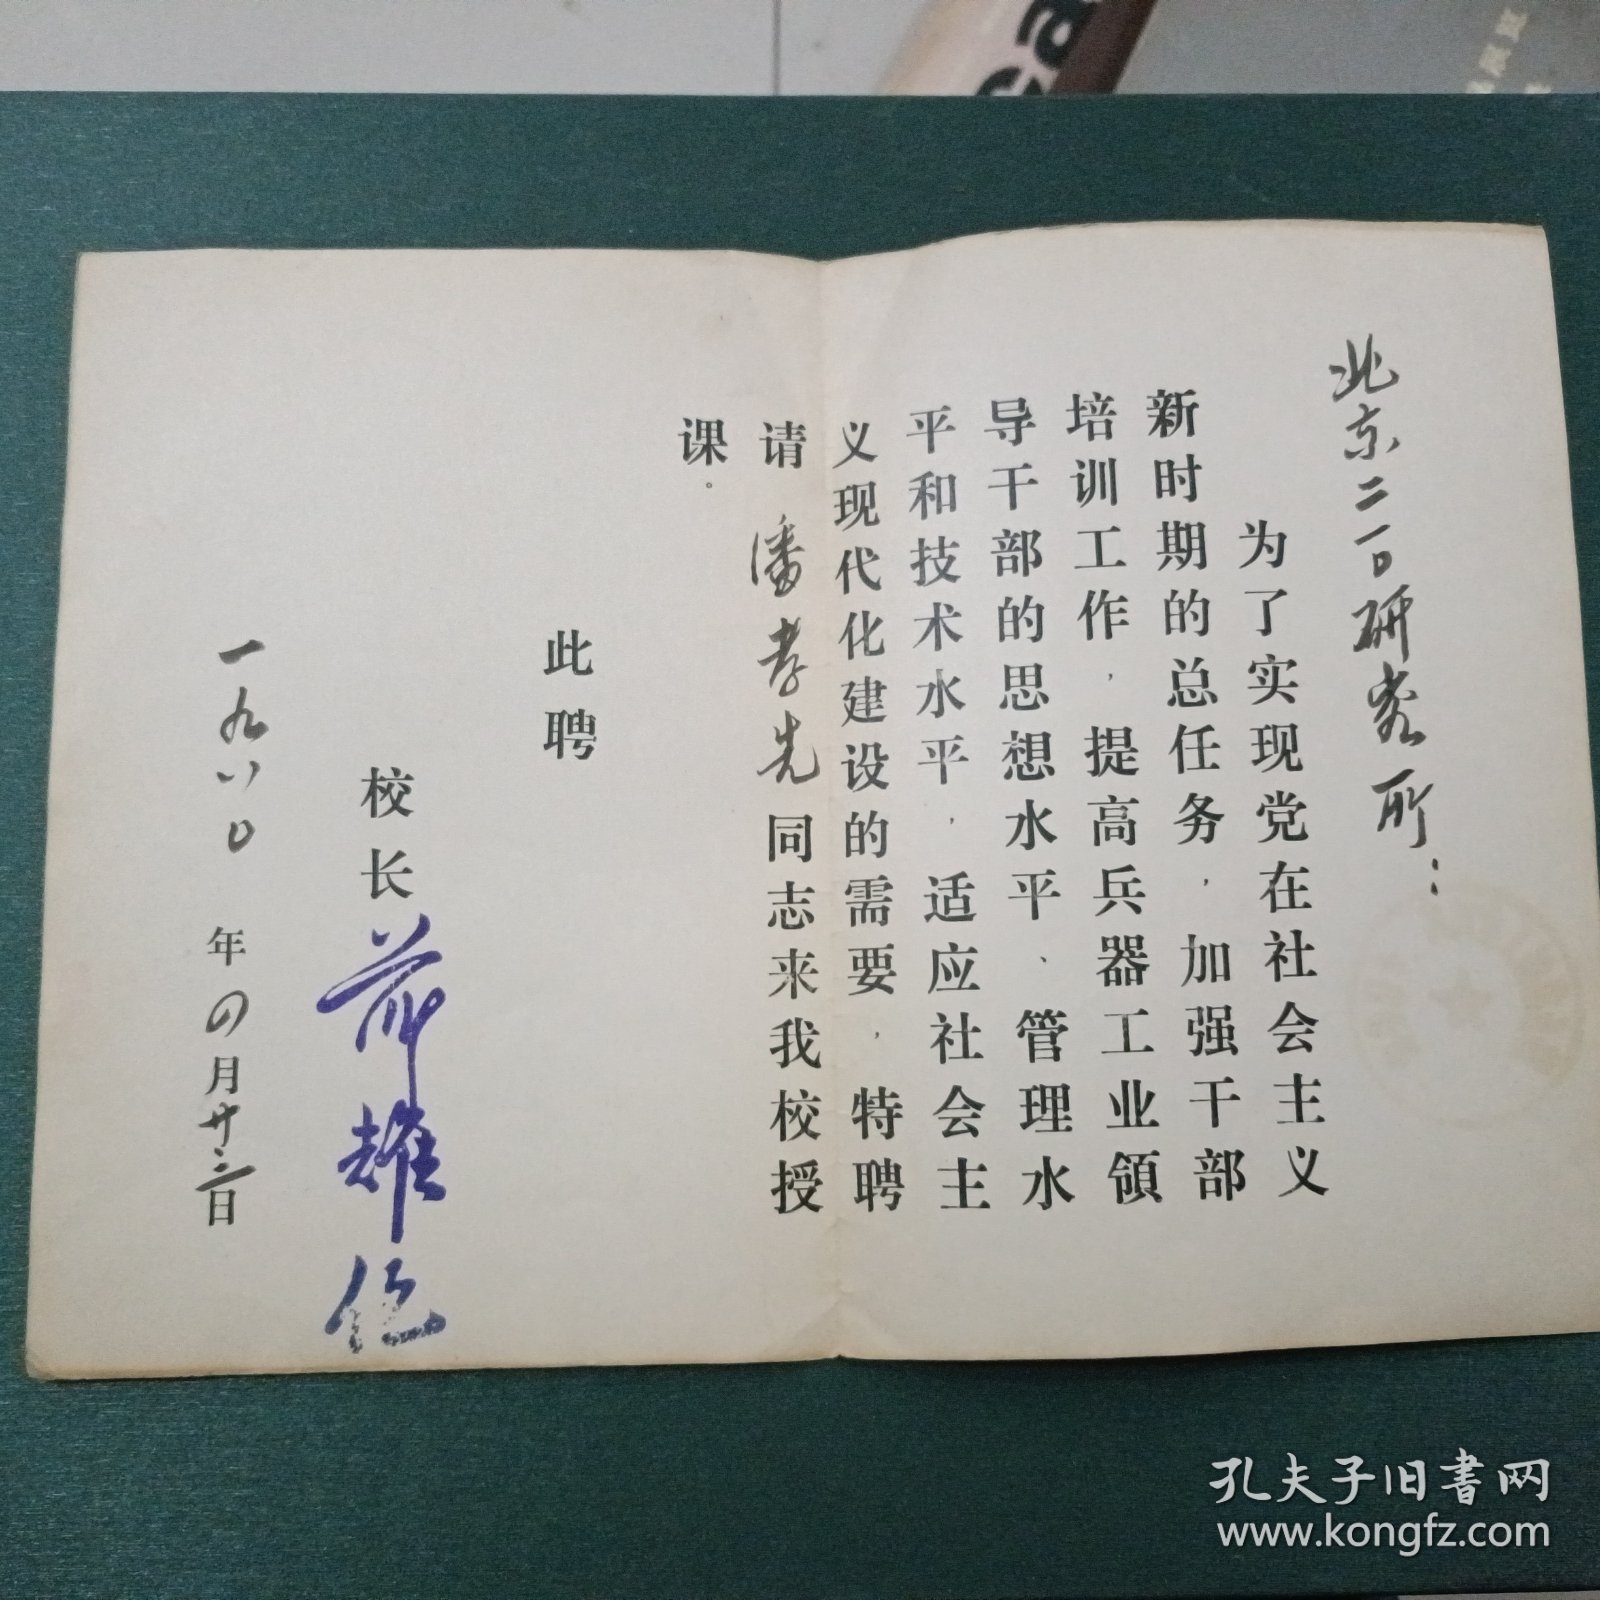 北京二一〇研究所：
为了实现党在社会主义
新时期的总任务，加强干部
培训工作，提高兵器工业领
导干部的思想水平、管理水
平和技术水平，适应社会主
义现代化建设的需要，特聘
请潘孝先同志来我校授
课。
此聘
校长 雄
一九八〇年四月廿三日
孔夫子旧书网
www.kongfz.com